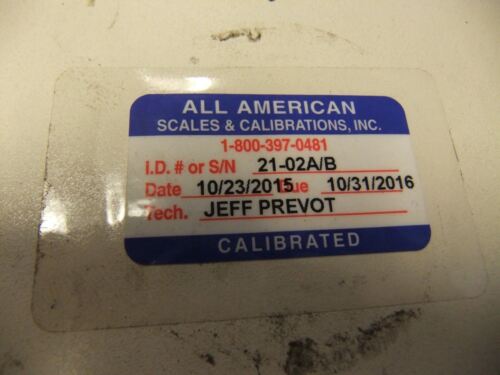 ALL AMERICAN
SCALES & CALIBRATIONS, INC.
1-800-397-0481
I.D. # or S/N 21-02A/B
Date 10/23/2015 Due 10/31/2016
Tech. JEFF PREVOT
CALIBRATED